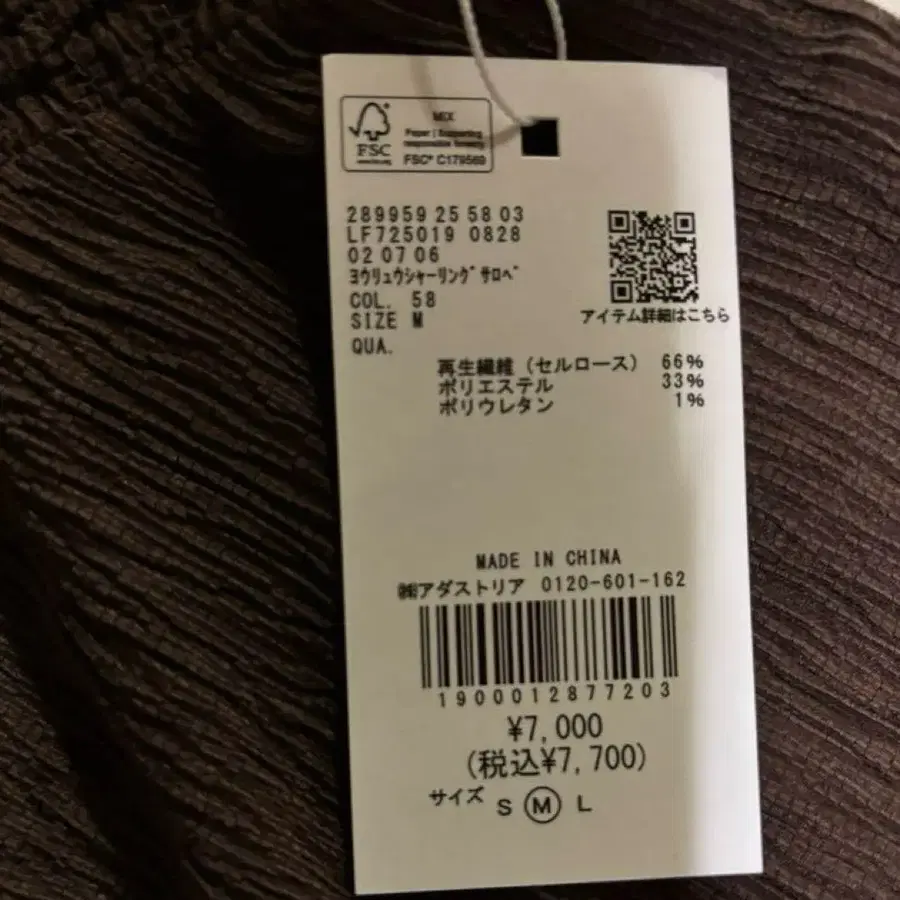 MIX
Paper | Supporting
responsible forestry
FSC
FSC® C179569
289959 25 58 03
LF725019 0828
02 07 06
ﾖｳﾘｭｳｼｬｰﾘﾝｸﾞ ｻﾛﾍﾟ
COL. 58
SIZE M
QUA.
アイテム詳細はこちら
再生繊維（セルロース） 66%
ポリエステル 33%
ポリウレタン 1%
MADE IN CHINA
㈱アダストリア 0120-601-162
1900012877203
¥7,000
(税込¥7,700)
サイズ S M L